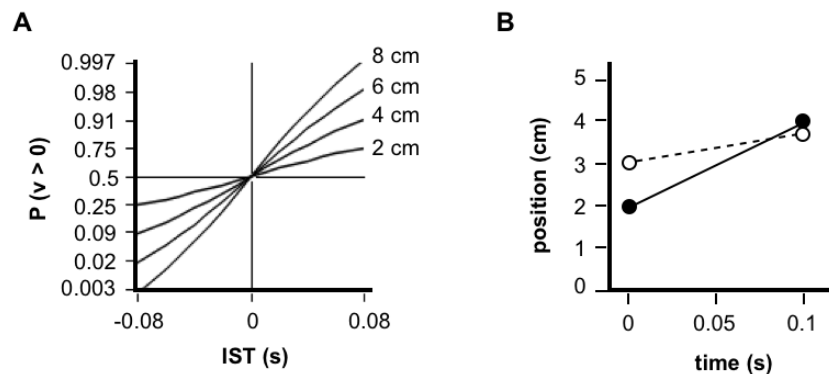 A
P (v > 0)
0.997
0.98
0.91
0.75
0.5
0.25
0.09
0.02
0.003
8 cm
6 cm
4 cm
2 cm
-0.08
0
0.08
IST (s)
B
position (cm)
5
4
3
2
1
0
0
0.05
0.1
time (s)